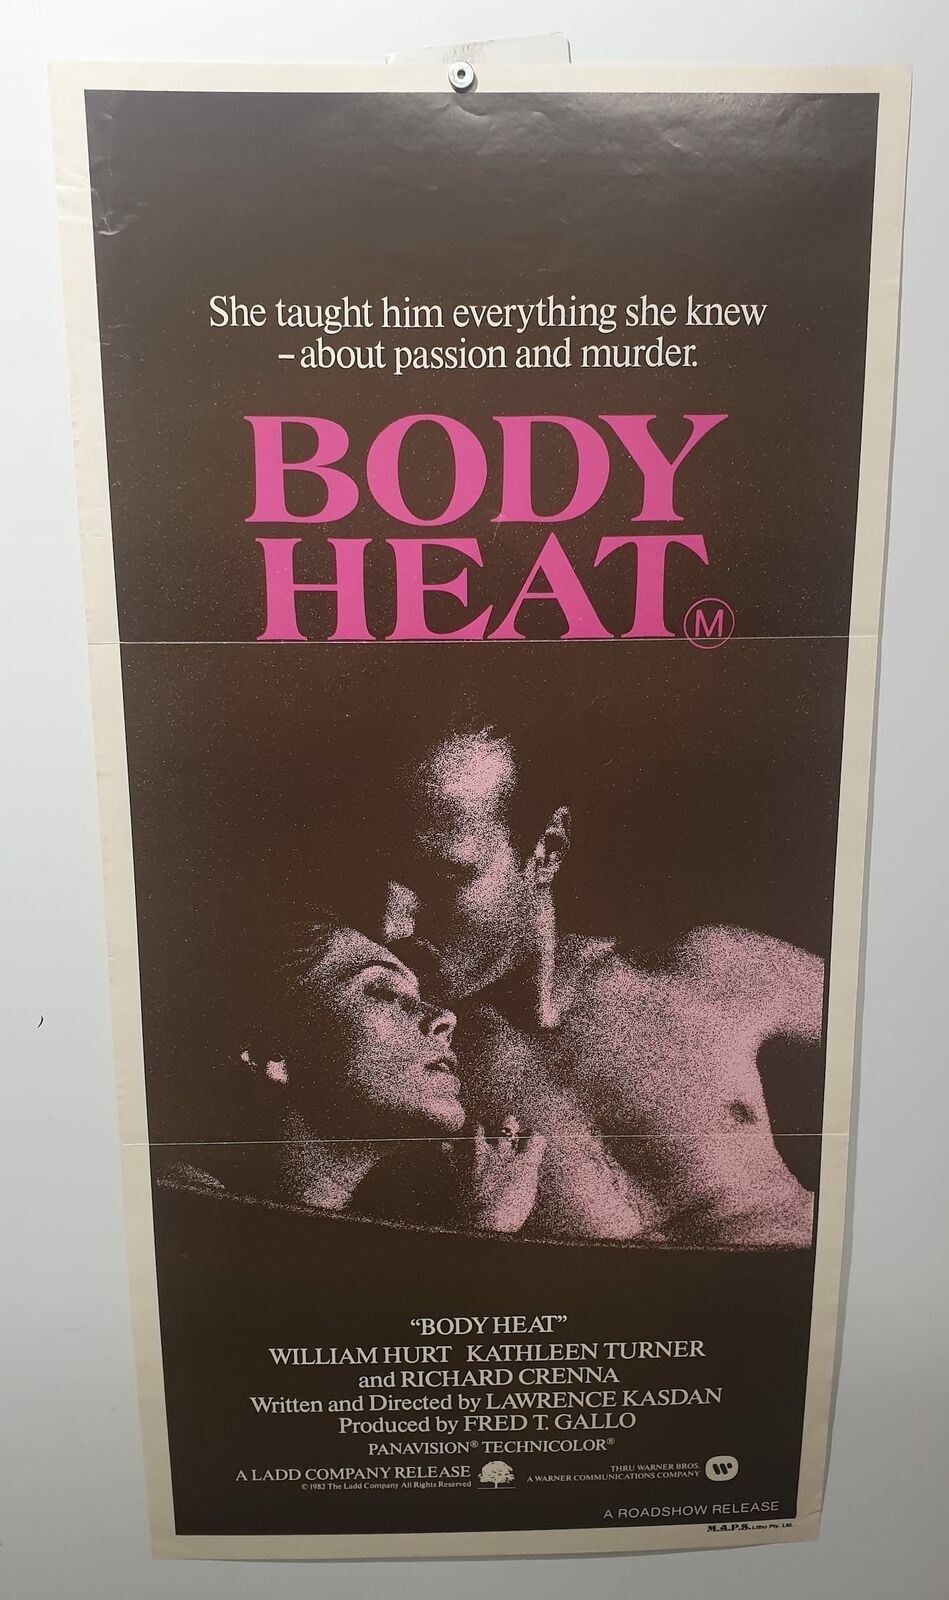 She taught him everything she knew
– about passion and murder.
BODY
HEAT
M
"BODY HEAT"
WILLIAM HURT KATHLEEN TURNER
and RICHARD CRENNA
Written and Directed by LAWRENCE KASDAN
Produced by FRED T. GALLO
PANAVISION® TECHNICOLOR®
A LADD COMPANY RELEASE
© 1982 The Ladd Company All Rights Reserved
THRU WARNER BROS.
A WARNER COMMUNICATIONS COMPANY
A ROADSHOW RELEASE
M.A.P.S. Litho Pty. Ltd.